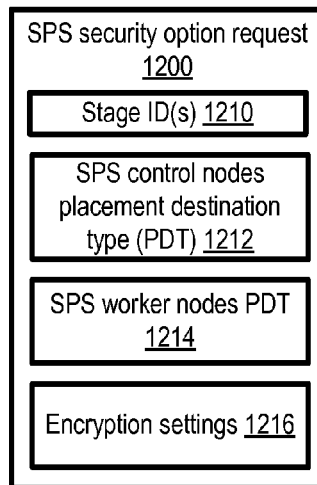 SPS security option request
1200
Stage ID(s) 1210
SPS control nodes
placement destination
type (PDT) 1212
SPS worker nodes PDT
1214
Encryption settings 1216